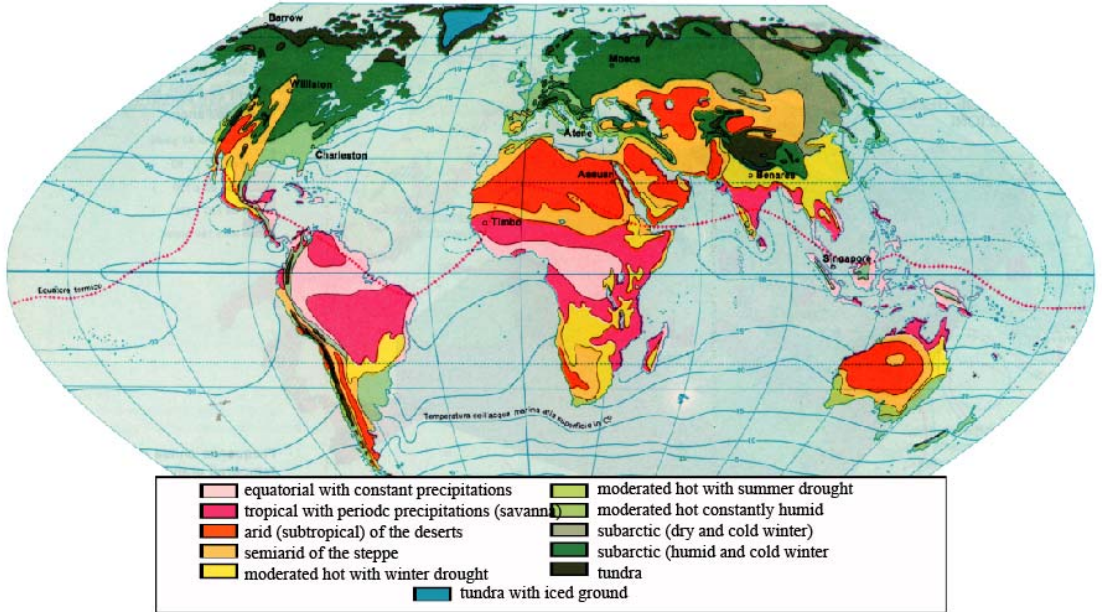 Barrow
Mosca
Williston
Atene
Charleston
Assuan
Benares
Timbo
Singapore
Equatore termico
Temperatura dell'acqua marina alla superficie in C°
equatorial with constant precipitations
tropical with periodc precipitations (savanna)
arid (subtropical) of the deserts
semiarid of the steppe
moderated hot with winter drought
moderated hot with summer drought
moderated hot constantly humid
subarctic (dry and cold winter)
subarctic (humid and cold winter
tundra
tundra with iced ground